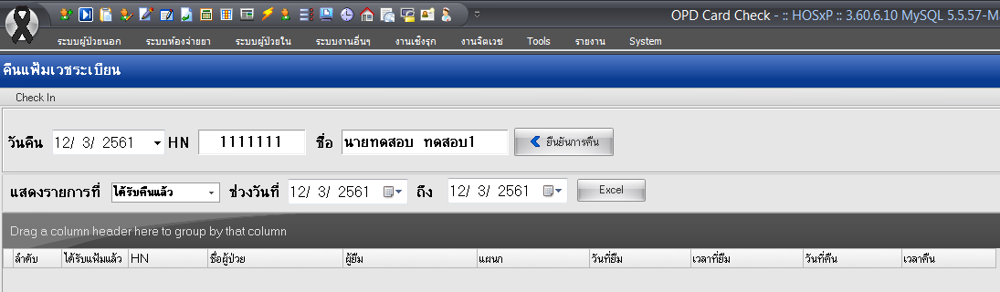 OPD Card Check - :: HOSxP :: 3.60.6.10 MySQL 5.5.57-M
ระบบผู้ป่วยนอก ระบบห้องจ่ายยา ระบบผู้ป่วยใน ระบบงานอื่นๆ งานเชิงรุก งานจิตเวช Tools รายงาน System
คืนแฟ้มเวชระเบียน
Check In
วันคืน 12/ 3/ 2561 HN 1111111 ชื่อ นายทดสอบ ทดสอบ1 ยืนยันการคืน
แสดงรายการที่ ได้รับคืนแล้ว ช่วงวันที่ 12/ 3/ 2561 ถึง 12/ 3/ 2561 Excel
Drag a column header here to group by that column
ลำดับ ได้รับแฟ้มแล้ว HN ชื่อผู้ป่วย ผู้ยืม แผนก วันที่ยืม เวลาที่ยืม วันที่คืน เวลาคืน